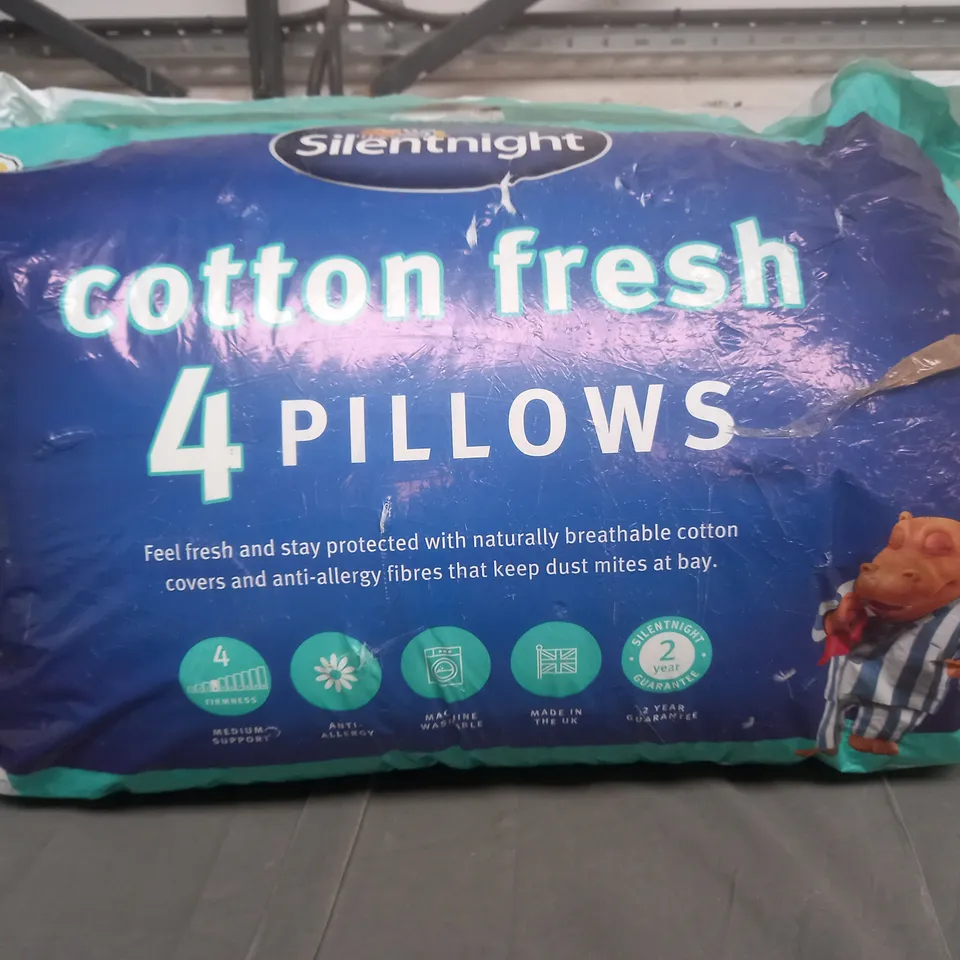 Silentnight
cotton fresh
4 PILLOWS
Feel fresh and stay protected with naturally breathable cotton
covers and anti-allergy fibres that keep dust mites at bay.
4
FIRMNESS
MEDIUM
SUPPORT
ANTI-
ALLERGY
MACHINE
WASHABLE
MADE IN
THE UK
SILENTNIGHT
2
year
GUARANTEE
2 YEAR
GUARANTEE